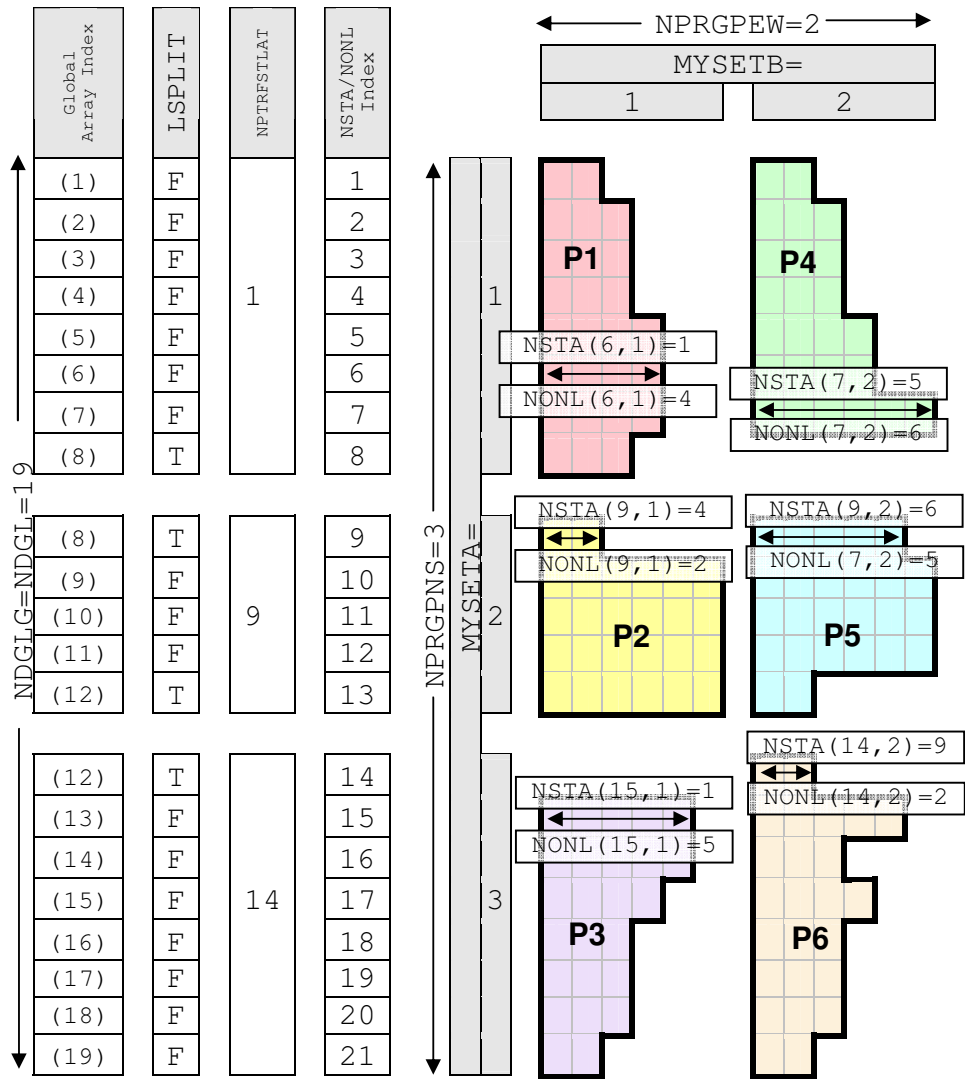 NPRGPEW=2
MYSETB=
1 2
Global Array Index
LSPLIT
NPTRFSTLAT
NSTA/NONL Index
NDGLG=NDGL=19
NPRGPNS=3
MYSETA=
1
2
3
(1) F 1
(2) F 2
(3) F 3
(4) F 1 4
(5) F 5
(6) F 6
(7) F 7
(8) T 8
(8) T 9
(9) F 10
(10) F 9 11
(11) F 12
(12) T 13
(12) T 14
(13) F 15
(14) F 16
(15) F 14 17
(16) F 18
(17) F 19
(18) F 20
(19) F 21
P1
NSTA(6,1)=1
NONL(6,1)=4
P4
NSTA(7,2)=5
NONL(7,2)=6
NSTA(9,1)=4
NONL(9,1)=2
P2
NSTA(9,2)=6
NONL(7,2)=5
P5
NSTA(15,1)=1
NONL(15,1)=5
P3
NSTA(14,2)=9
NONL(14,2)=2
P6